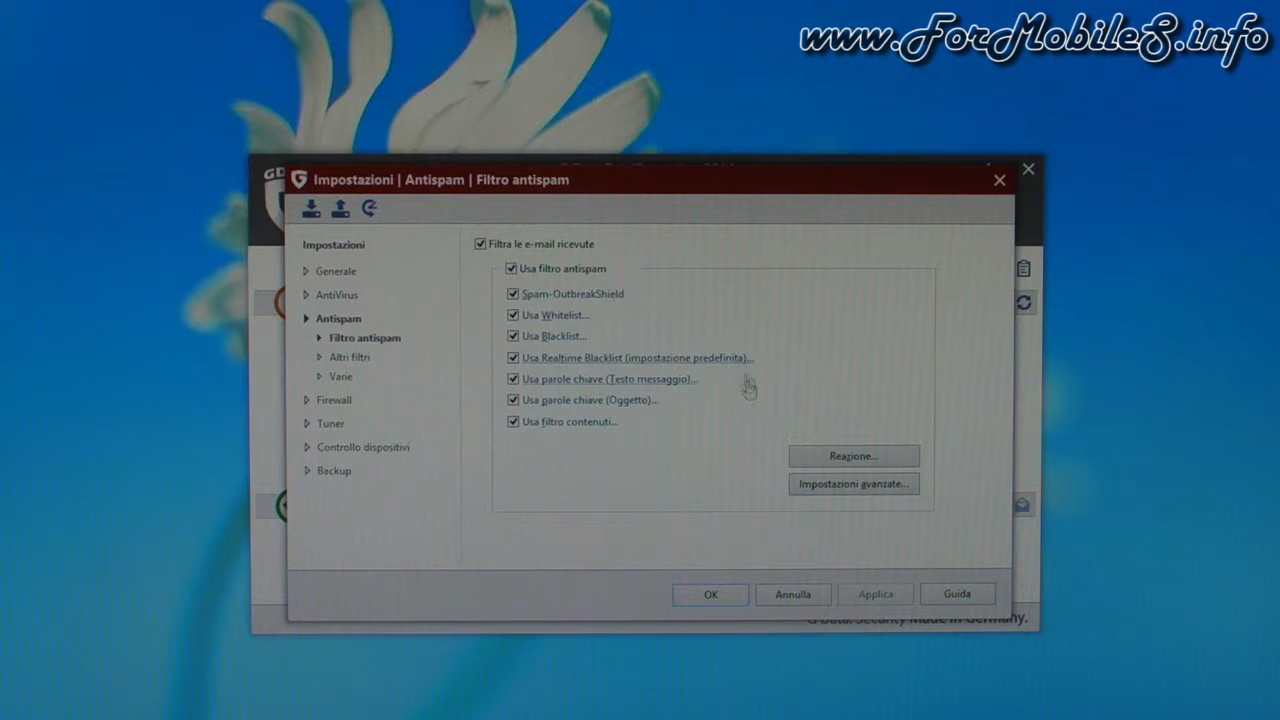 www.ForMobileS.info
GD
Impostazioni | Antispam | Filtro antispam
Impostazioni
Generale
AntiVirus
Antispam
Filtro antispam
Altri filtri
Varie
Firewall
Tuner
Controllo dispositivi
Backup
Filtra le e-mail ricevute
Usa filtro antispam
Spam-OutbreakShield
Usa Whitelist...
Usa Blacklist...
Usa Realtime Blacklist (impostazione predefinita)...
Usa parole chiave (Testo messaggio)...
Usa parole chiave (Oggetto)...
Usa filtro contenuti...
Reazione...
Impostazioni avanzate...
OK
Annulla
Applica
Guida
G Data. Security Made in Germany.